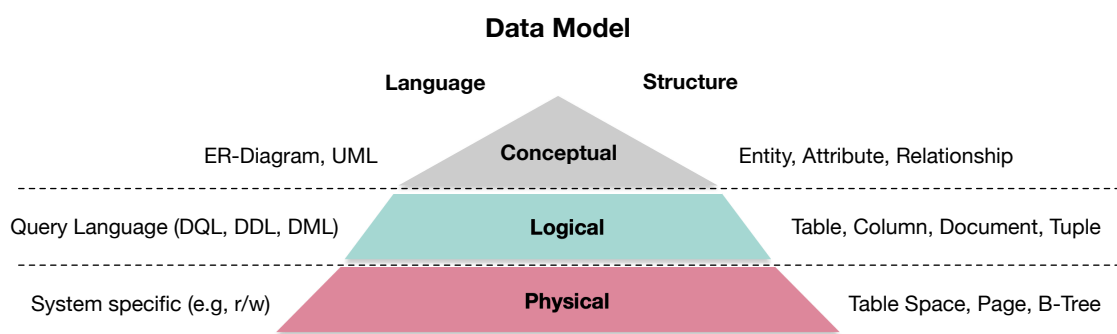 Data Model
Language Structure
ER-Diagram, UML Conceptual Entity, Attribute, Relationship
Query Language (DQL, DDL, DML) Logical Table, Column, Document, Tuple
System specific (e.g, r/w) Physical Table Space, Page, B-Tree